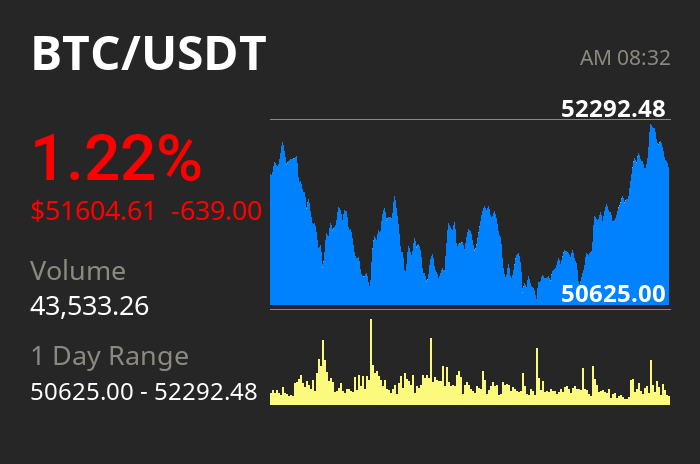 BTC/USDT
AM 08:32
52292.48
1.22%
$51604.61 -639.00
Volume
43,533.26
50625.00
1 Day Range
50625.00 - 52292.48